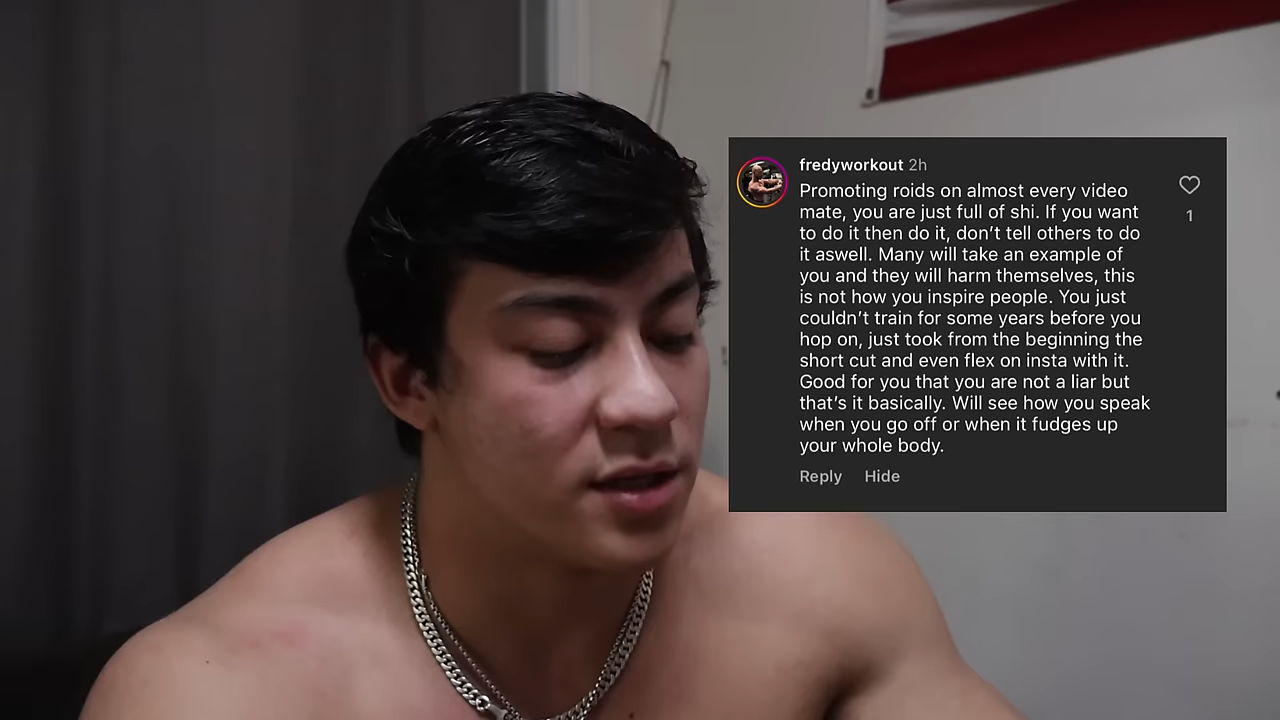 fredyworkout 2h
Promoting roids on almost every video
mate, you are just full of shi. If you want
to do it then do it, don’t tell others to do
it aswell. Many will take an example of
you and they will harm themselves, this
is not how you inspire people. You just
couldn’t train for some years before you
hop on, just took from the beginning the
short cut and even flex on insta with it.
Good for you that you are not a liar but
that’s it basically. Will see how you speak
when you go off or when it fudges up
your whole body.
1
Reply Hide